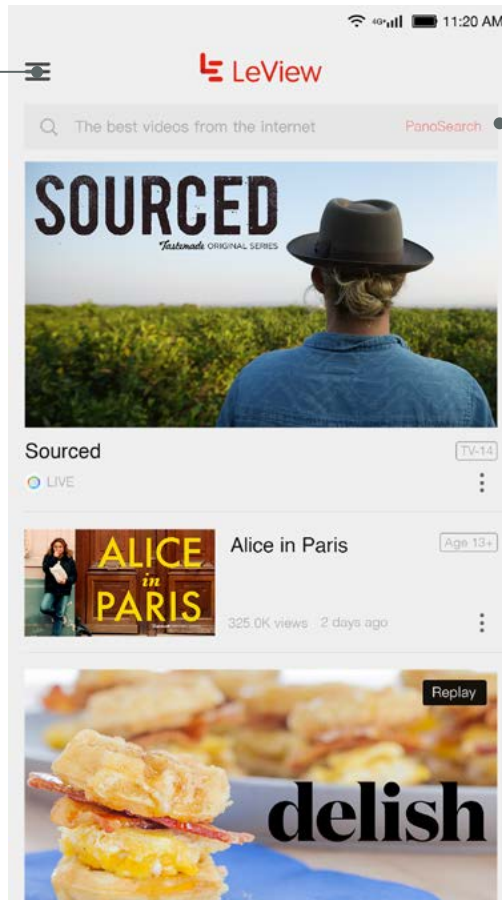 4G+ 11:20 AM
LeView
The best videos from the internet PanoSearch
SOURCED
Tastemade ORIGINAL SERIES
Sourced TV-14
LIVE
ALICE
in
PARIS
Alice in Paris Age 13+
325.0K views 2 days ago
Replay
delish